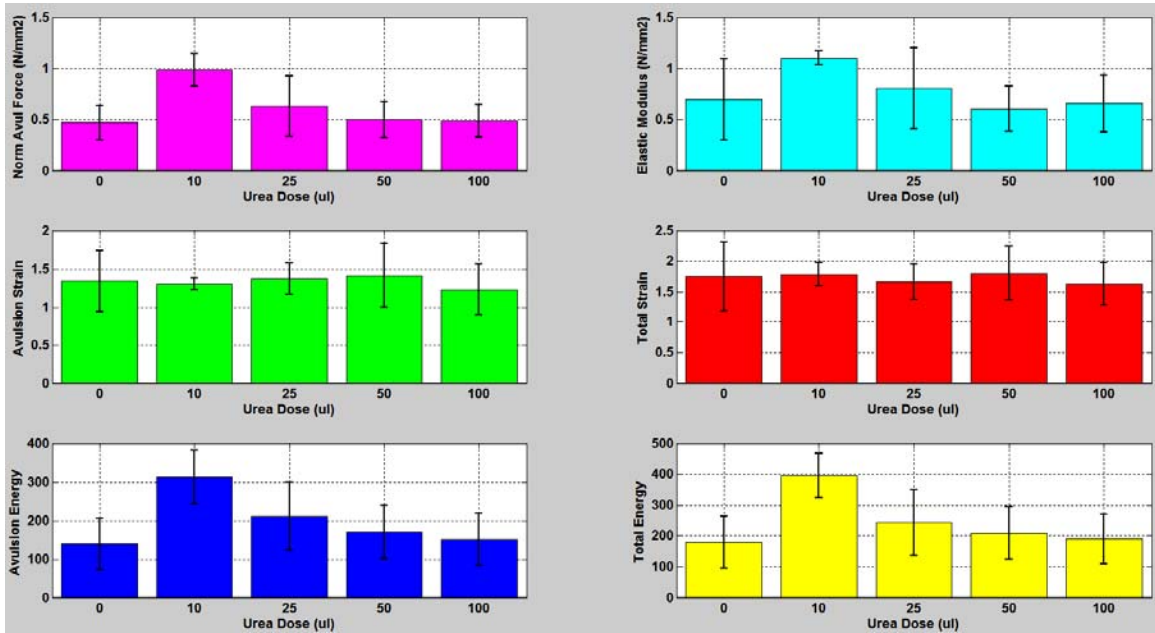 Norm Avul Force (N/mm2)
1.5
1
0.5
0
0 10 25 50 100
Urea Dose (ul)
Elastic Modulus (N/mm2)
1.5
1
0.5
0
0 10 25 50 100
Urea Dose (ul)
Avulsion Strain
2
1.5
1
0.5
0
0 10 25 50 100
Urea Dose (ul)
Total Strain
2.5
2
1.5
1
0.5
0
0 10 25 50 100
Urea Dose (ul)
Avulsion Energy
400
300
200
100
0
0 10 25 50 100
Urea Dose (ul)
Total Energy
500
400
300
200
100
0
0 10 25 50 100
Urea Dose (ul)